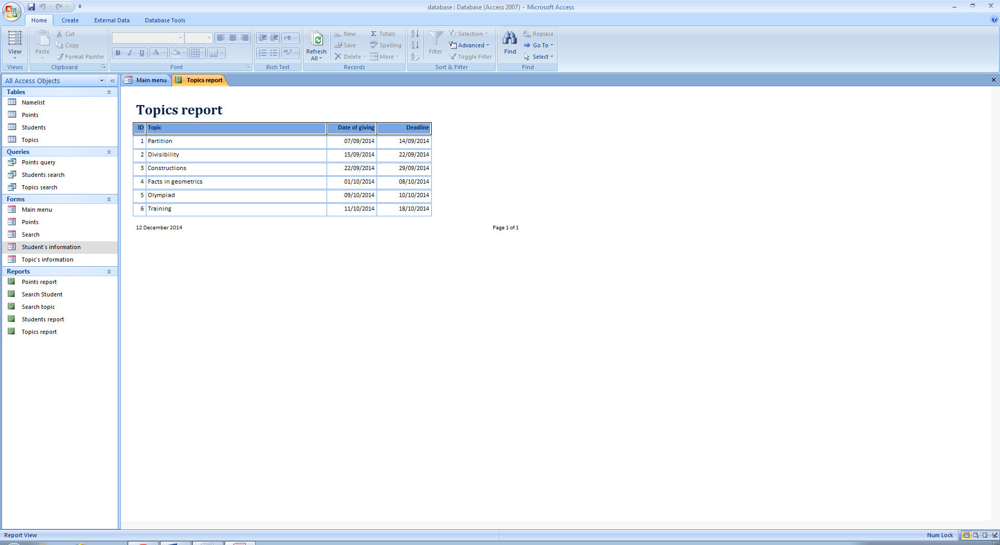 database : Database (Access 2007) - Microsoft Access
Home Create External Data Database Tools
View
Views
Paste
Cut
Copy
Format Painter
Clipboard
B I U A
Font
Rich Text
Refresh All
New
Save
Delete
Totals
Spelling
More
Records
Filter
Selection
Advanced
Toggle Filter
Sort & Filter
Find
Replace
Go To
Select
Find
All Access Objects
Tables
Namelist
Points
Students
Topics
Queries
Points query
Students search
Topics search
Forms
Main menu
Points
Search
Student's information
Topic's information
Reports
Points report
Search Student
Search topic
Students report
Topics report
Main menu Topics report
Topics report
ID Topic Date of giving Deadline
1 Partition 07/09/2014 14/09/2014
2 Divisibility 15/09/2014 22/09/2014
3 Constructions 22/09/2014 29/09/2014
4 Facts in geometrics 01/10/2014 08/10/2014
5 Olympiad 09/10/2014 10/10/2014
6 Training 11/10/2014 18/10/2014
12 December 2014 Page 1 of 1
Report View Num Lock